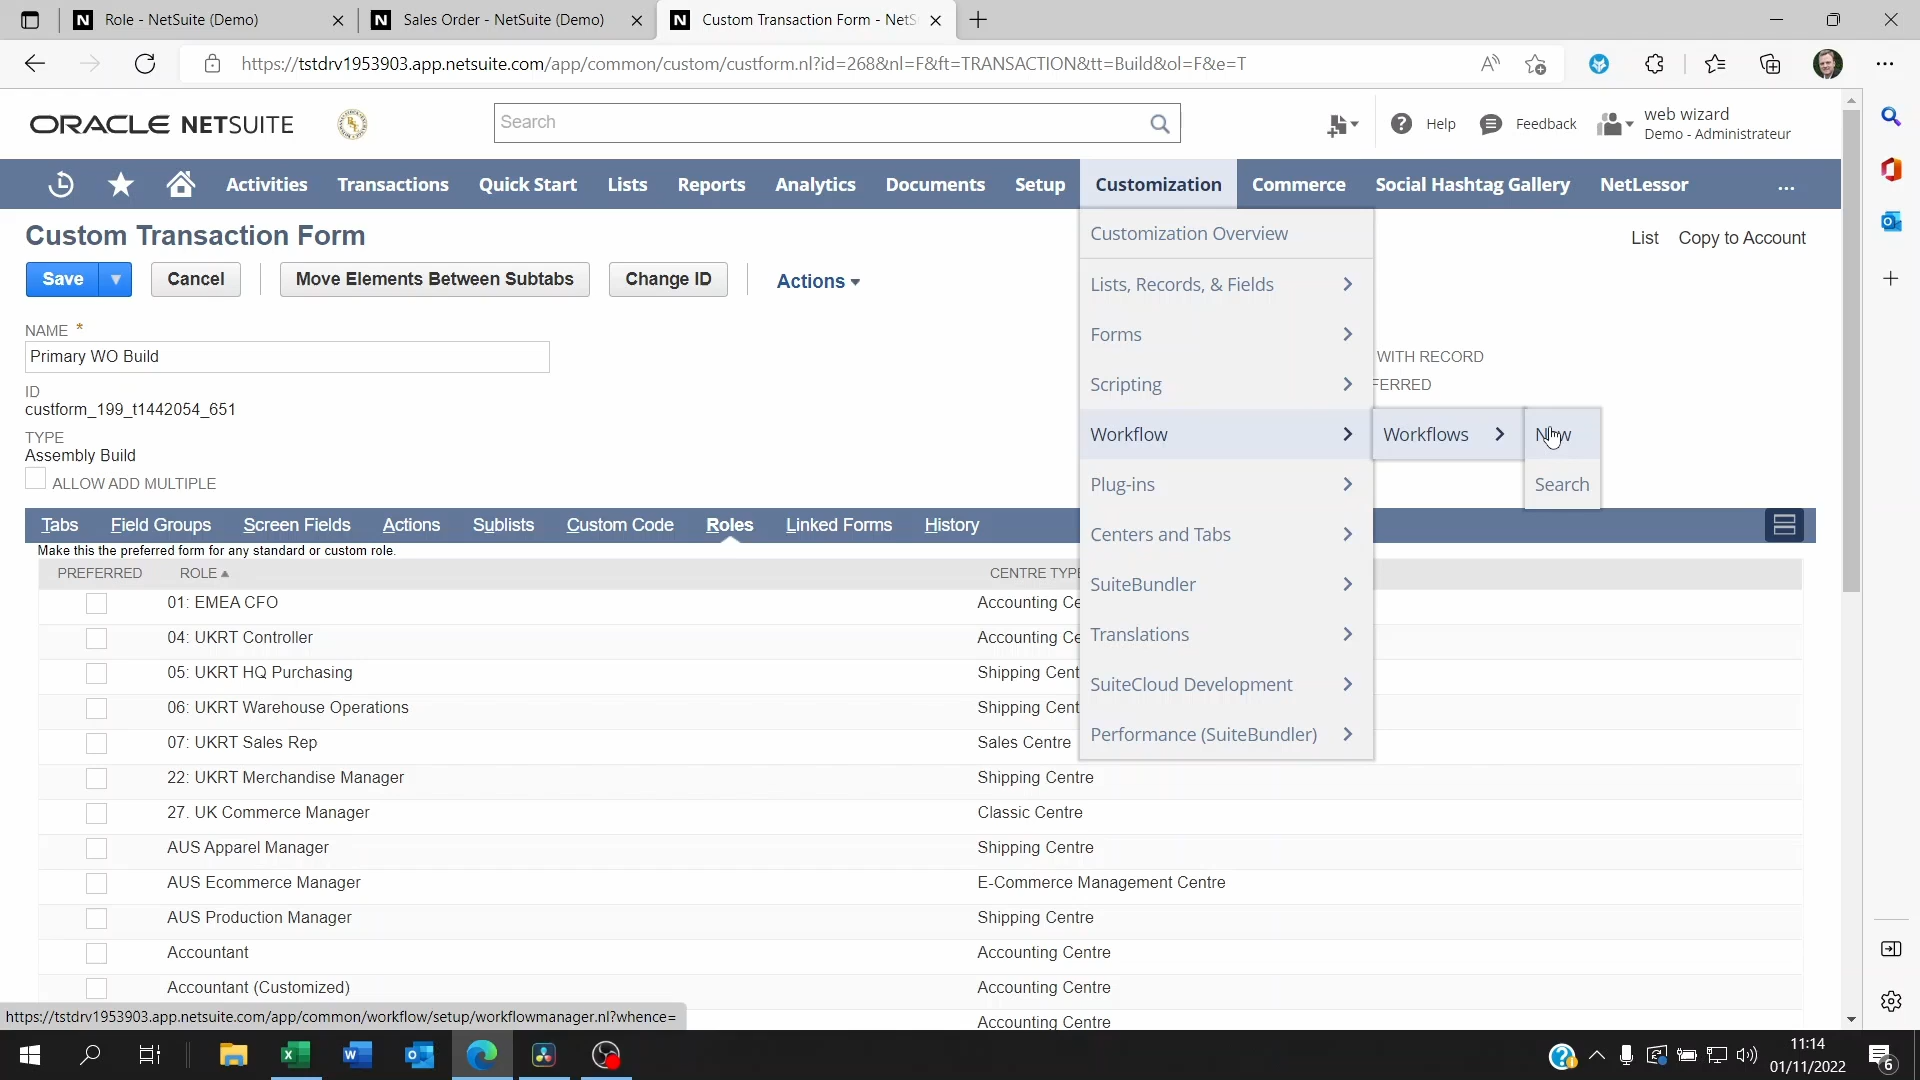 Role - NetSuite (Demo)
Sales Order - NetSuite (Demo)
Custom Transaction Form - NetS
https://tstdrv1953903.app.netsuite.com/app/common/custom/custform.nl?id=268&nl=F&ft=TRANSACTION&tt=Build&ol=F&e=T
ORACLE NETSUITE
Search
Help
Feedback
web wizard
Demo - Administrateur
Activities Transactions Quick Start Lists Reports Analytics Documents Setup Customization Commerce Social Hashtag Gallery NetLessor ...
Custom Transaction Form
List Copy to Account
Save Cancel Move Elements Between Subtabs Change ID Actions
NAME *
Primary WO Build
ID
custform_199_t1442054_651
TYPE
Assembly Build
ALLOW ADD MULTIPLE
WITH RECORD
FERRED
Customization Overview
Lists, Records, & Fields
Forms
Scripting
Workflow
Plug-ins
Centers and Tabs
SuiteBundler
Translations
SuiteCloud Development
Performance (SuiteBundler)
Workflows
New
Search
Tabs Field Groups Screen Fields Actions Sublists Custom Code Roles Linked Forms History
Make this the preferred form for any standard or custom role.
PREFERRED ROLE CENTRE TYPE
01: EMEA CFO Accounting Ce
04: UKRT Controller Accounting Ce
05: UKRT HQ Purchasing Shipping Cent
06: UKRT Warehouse Operations Shipping Cent
07: UKRT Sales Rep Sales Centre
22: UKRT Merchandise Manager Shipping Centre
27. UK Commerce Manager Classic Centre
AUS Apparel Manager Shipping Centre
AUS Ecommerce Manager E-Commerce Management Centre
AUS Production Manager Shipping Centre
Accountant Accounting Centre
Accountant (Customized) Accounting Centre
Accounting Centre
https://tstdrv1953903.app.netsuite.com/app/common/workflow/setup/workflowmanager.nl?whence=
11:14
01/11/2022
6